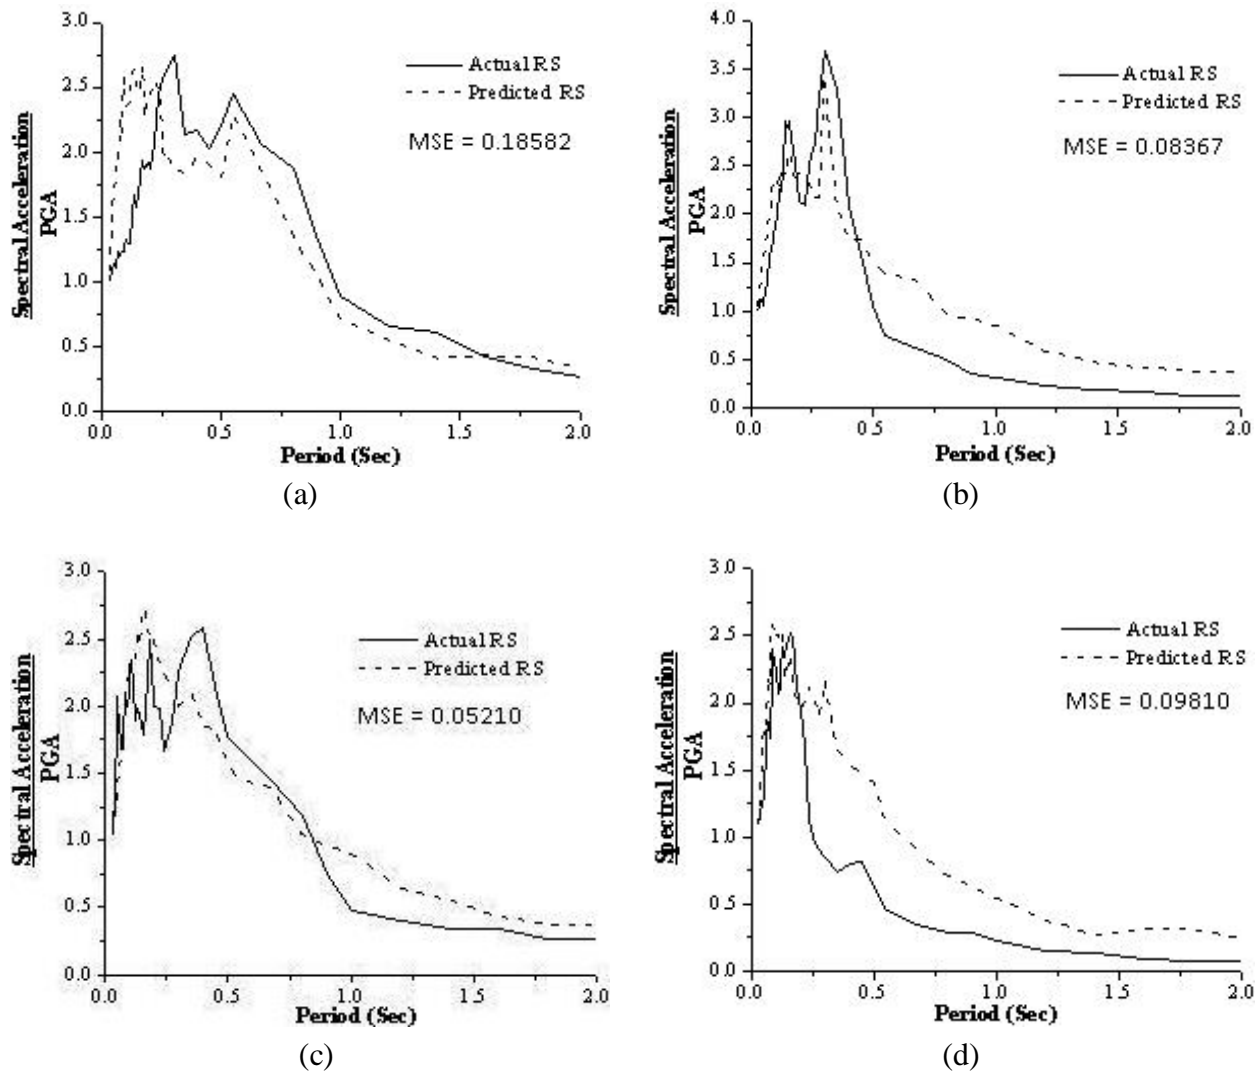 3.0
2.5
2.0
1.5
1.0
0.5
0.0
Spectral Acceleration
PGA
Actual RS
Predicted RS
MSE = 0.18582
0.0 0.5 1.0 1.5 2.0
Period (Sec)
(a)
4.0
3.5
3.0
2.5
2.0
1.5
1.0
0.5
0.0
Spectral Acceleration
PGA
Actual RS
Predicted RS
MSE = 0.08367
0.0 0.5 1.0 1.5 2.0
Period (Sec)
(b)
3.0
2.5
2.0
1.5
1.0
0.5
0.0
Spectral Acceleration
PGA
Actual RS
Predicted RS
MSE = 0.05210
0.0 0.5 1.0 1.5 2.0
Period (Sec)
(c)
3.0
2.5
2.0
1.5
1.0
0.5
0.0
Spectral Acceleration
PGA
Actual RS
Predicted RS
MSE = 0.09810
0.0 0.5 1.0 1.5 2.0
Period (Sec)
(d)